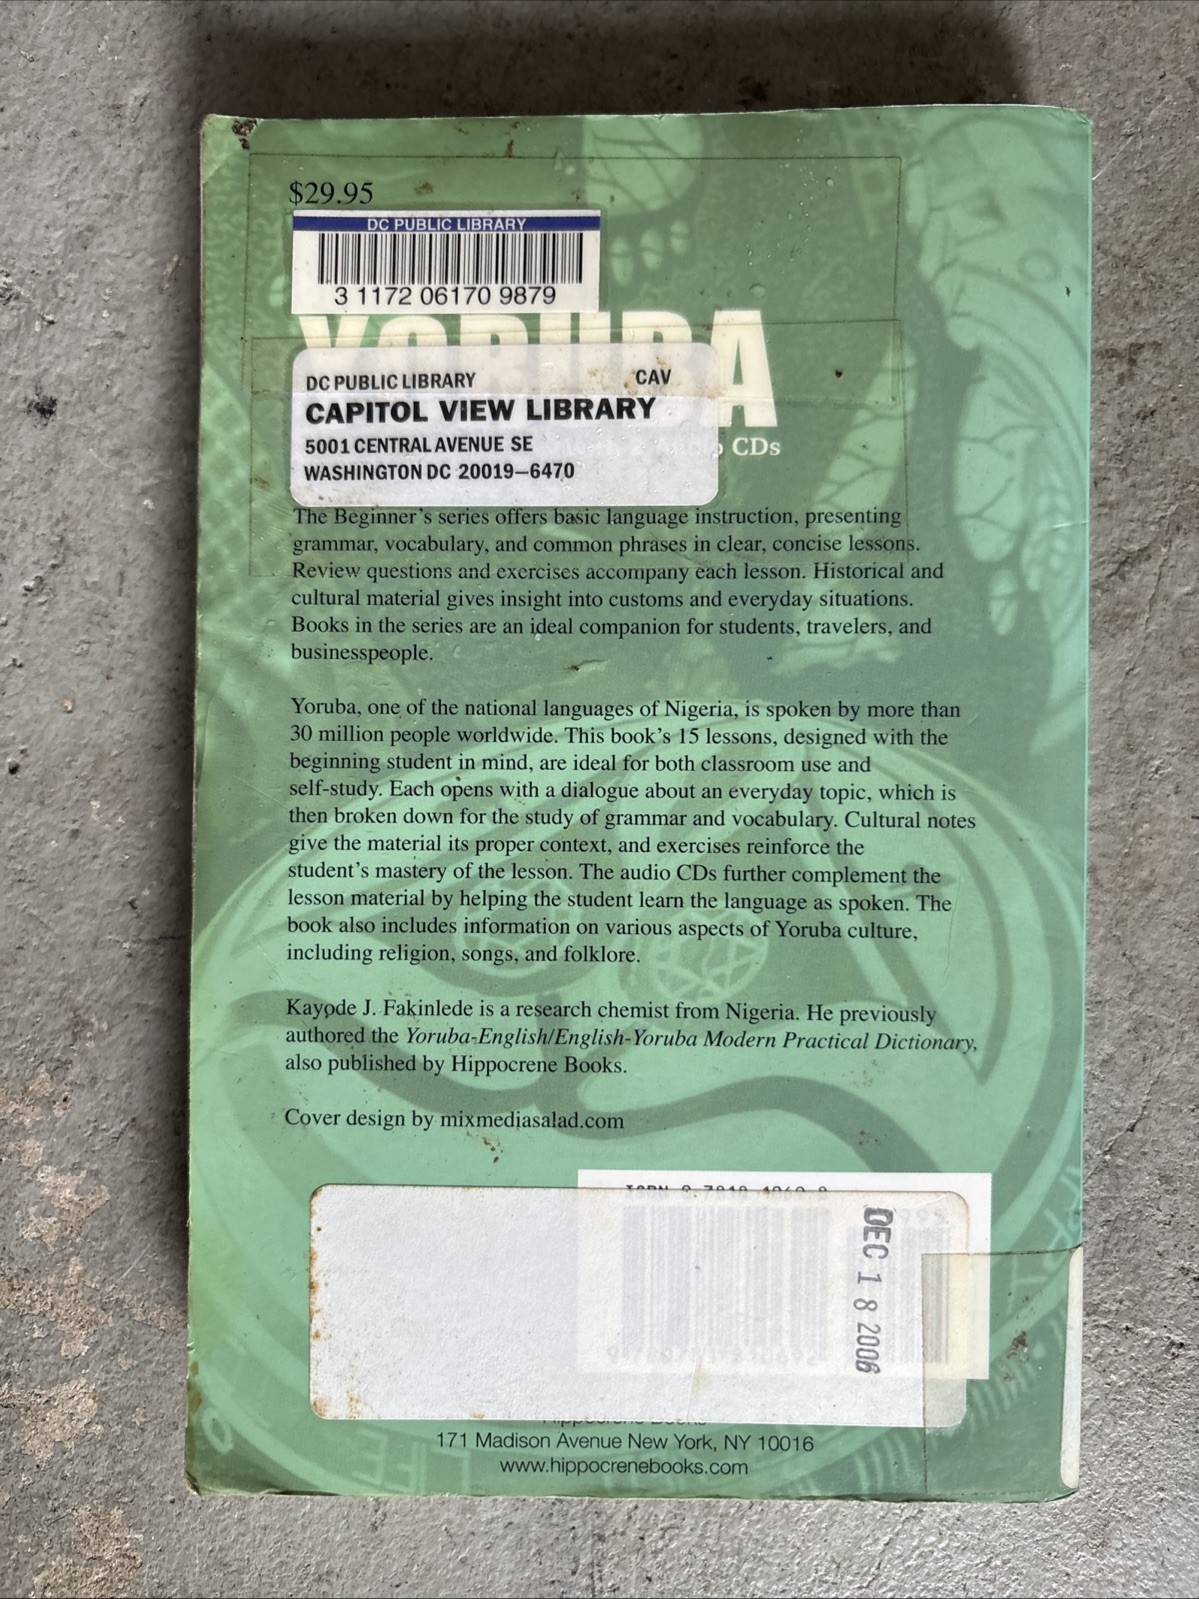 $29.95
DC PUBLIC LIBRARY
3 1172 06170 9879
YORUBA
DC PUBLIC LIBRARY CAV
CAPITOL VIEW LIBRARY
5001 CENTRAL AVENUE SE
WASHINGTON DC 20019–6470
CDs
The Beginner's series offers basic language instruction, presenting
grammar, vocabulary, and common phrases in clear, concise lessons.
Review questions and exercises accompany each lesson. Historical and
cultural material gives insight into customs and everyday situations.
Books in the series are an ideal companion for students, travelers, and
businesspeople.
Yoruba, one of the national languages of Nigeria, is spoken by more than
30 million people worldwide. This book's 15 lessons, designed with the
beginning student in mind, are ideal for both classroom use and
self-study. Each opens with a dialogue about an everyday topic, which is
then broken down for the study of grammar and vocabulary. Cultural notes
give the material its proper context, and exercises reinforce the
student's mastery of the lesson. The audio CDs further complement the
lesson material by helping the student learn the language as spoken. The
book also includes information on various aspects of Yoruba culture,
including religion, songs, and folklore.
Kayode J. Fakinlede is a research chemist from Nigeria. He previously
authored the Yoruba-English/English-Yoruba Modern Practical Dictionary,
also published by Hippocrene Books.
Cover design by mixmediasalad.com
DEC 18 2006
Hippocrene Books
171 Madison Avenue New York, NY 10016
www.hippocrenebooks.com